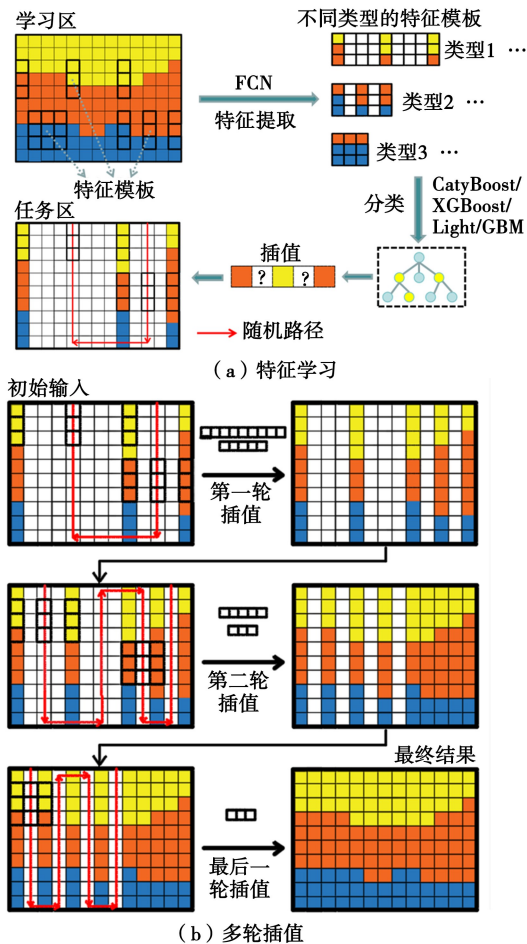 学习区
不同类型的特征模板
类型1 …
FCN
特征提取
类型2 …
类型3 …
特征模板
任务区
分类
CatyBoost/
XGBoost/
Light/GBM
插值
? ?
随机路径
(a)特征学习
初始输入
第一轮
插值
第二轮
插值
最终结果
最后一
轮插值
(b)多轮插值